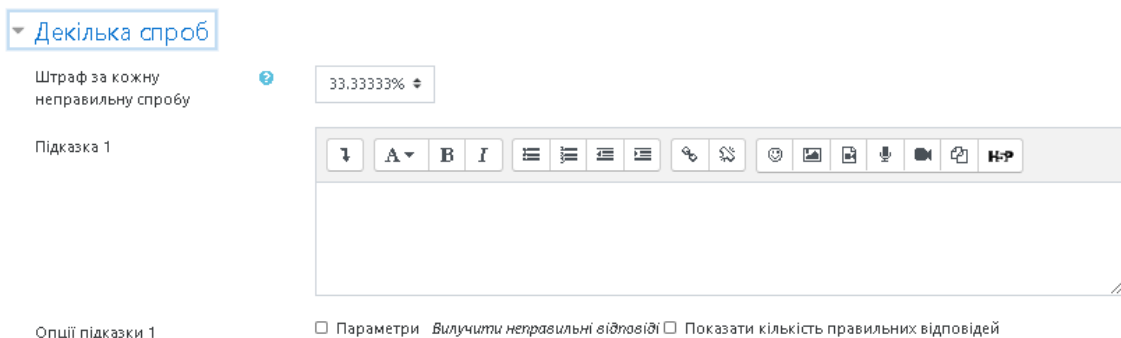 Декілька спроб
Штраф за кожну
неправильну спробу
33.33333%
Підказка 1
A B I H5P
Опції підказки 1
Параметри Вилучити неправильні відповіді Показати кількість правильних відповідей